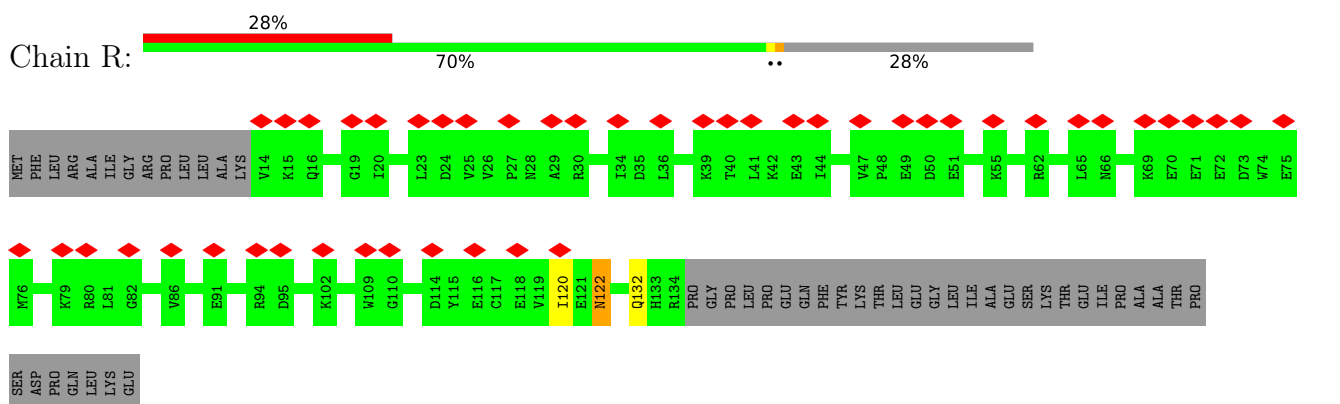 28%
Chain R:
70% •• 28%
MET PHE LEU ARG ALA ILE GLY ARG PRO LEU LEU ALA LYS V14 K15 Q16 G19 I20 L23 D24 V25 V26 P27 N28 A29 R30 I34 D35 L36 K39 T40 L41 K42 E43 I44 V47 P48 E49 D50 E51 K55 R62 L65 N66 K69 E70 E71 E72 D73 W74 E75
M76 K79 R80 L81 G82 V86 E91 R94 D95 K102 W109 G110 D114 Y115 E116 C117 E118 V119 I120 E121 N122 Q132 H133 R134 PRO GLY PRO LEU PRO GLU GLN PHE TYR LYS THR LEU GLU GLY LEU ILE ALA GLU SER LYS THR GLU ILE PRO ALA ALA THR PRO
SER ASP PRO GLN LEU LYS GLU